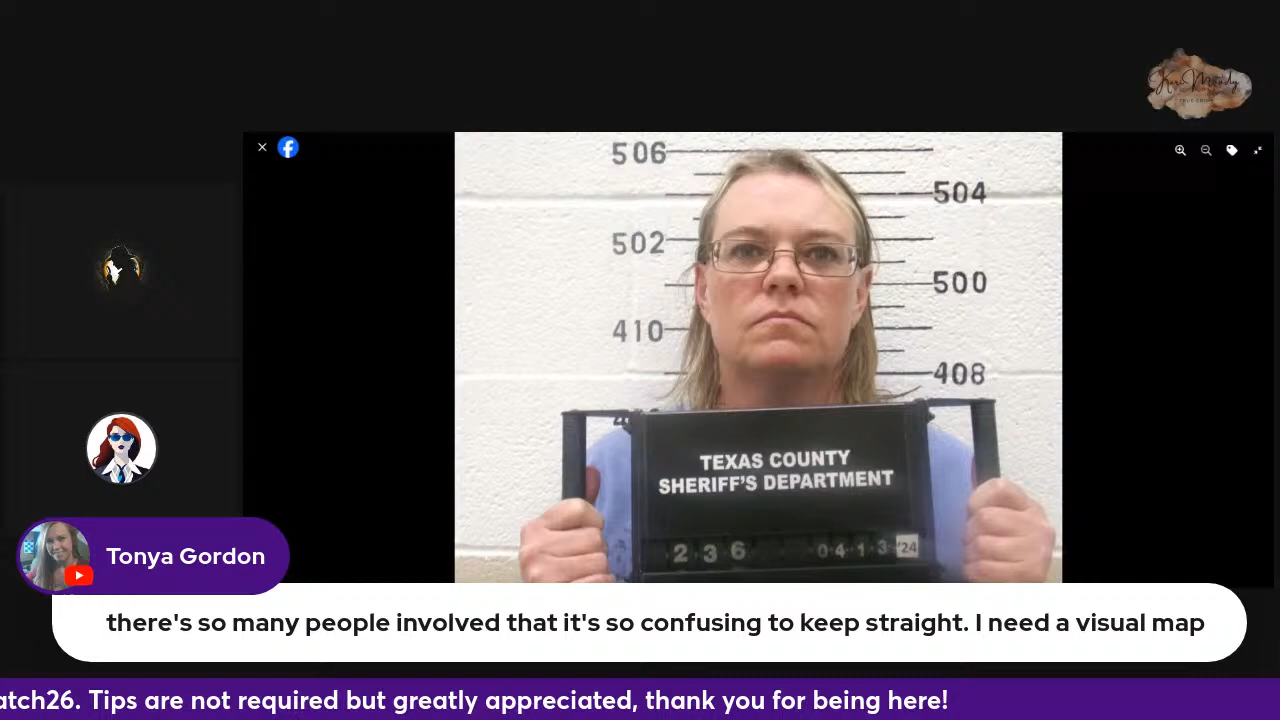 506
504
502
500
410
408
TEXAS COUNTY
SHERIFF'S DEPARTMENT
236 0413 '24
Tonya Gordon
there's so many people involved that it's so confusing to keep straight. I need a visual map
atch26. Tips are not required but greatly appreciated, thank you for being here!